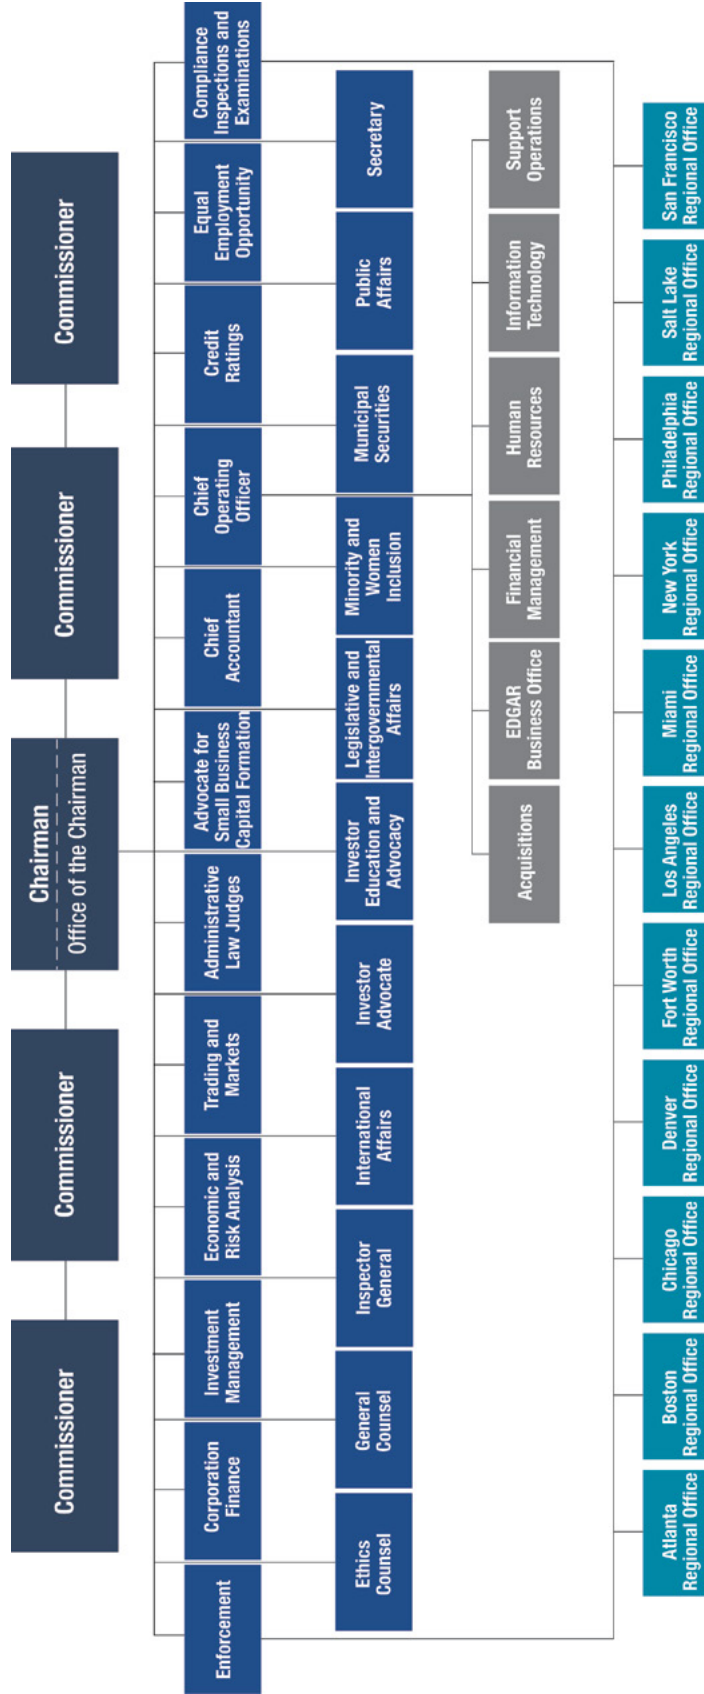 Commissioner
Commissioner
Chairman
Office of the Chairman
Commissioner
Commissioner
Enforcement
Corporation
Finance
Investment
Management
Economic and
Risk Analysis
Trading and
Markets
Administrative
Law Judges
Advocate for
Small Business
Capital Formation
Chief
Accountant
Chief
Operating
Officer
Credit
Ratings
Equal
Employment
Opportunity
Compliance
Inspections and
Examinations
Ethics
Counsel
General
Counsel
Inspector
General
International
Affairs
Investor
Advocate
Investor
Education and
Advocacy
Legislative and
Intergovernmental
Affairs
Minority and
Women
Inclusion
Municipal
Securities
Public
Affairs
Secretary
Acquisitions
EDGAR
Business Office
Financial
Management
Human
Resources
Information
Technology
Support
Operations
Atlanta
Regional Office
Boston
Regional Office
Chicago
Regional Office
Denver
Regional Office
Fort Worth
Regional Office
Los Angeles
Regional Office
Miami
Regional Office
New York
Regional Office
Philadelphia
Regional Office
Salt Lake
Regional Office
San Francisco
Regional Office